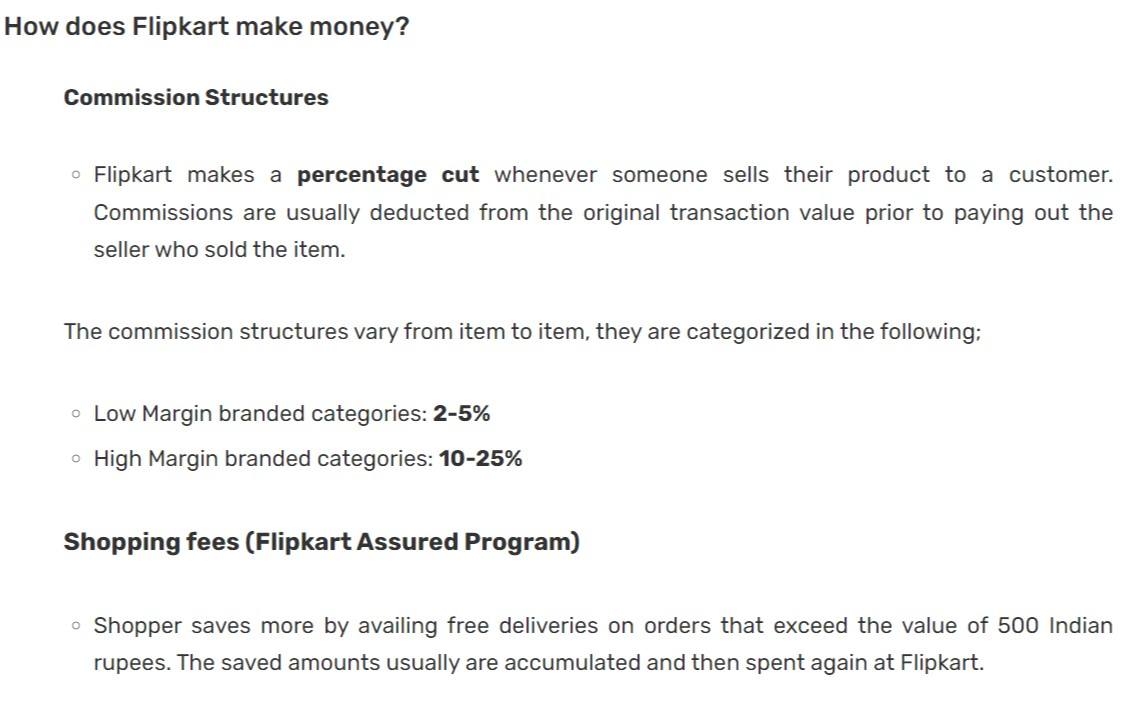 How does Flipkart make money?
Commission Structures
Flipkart makes a percentage cut whenever someone sells their product to a customer.
Commissions are usually deducted from the original transaction value prior to paying out the
seller who sold the item.
The commission structures vary from item to item, they are categorized in the following;
Low Margin branded categories: 2-5%
High Margin branded categories: 10-25%
Shopping fees (Flipkart Assured Program)
Shopper saves more by availing free deliveries on orders that exceed the value of 500 Indian
rupees. The saved amounts usually are accumulated and then spent again at Flipkart.